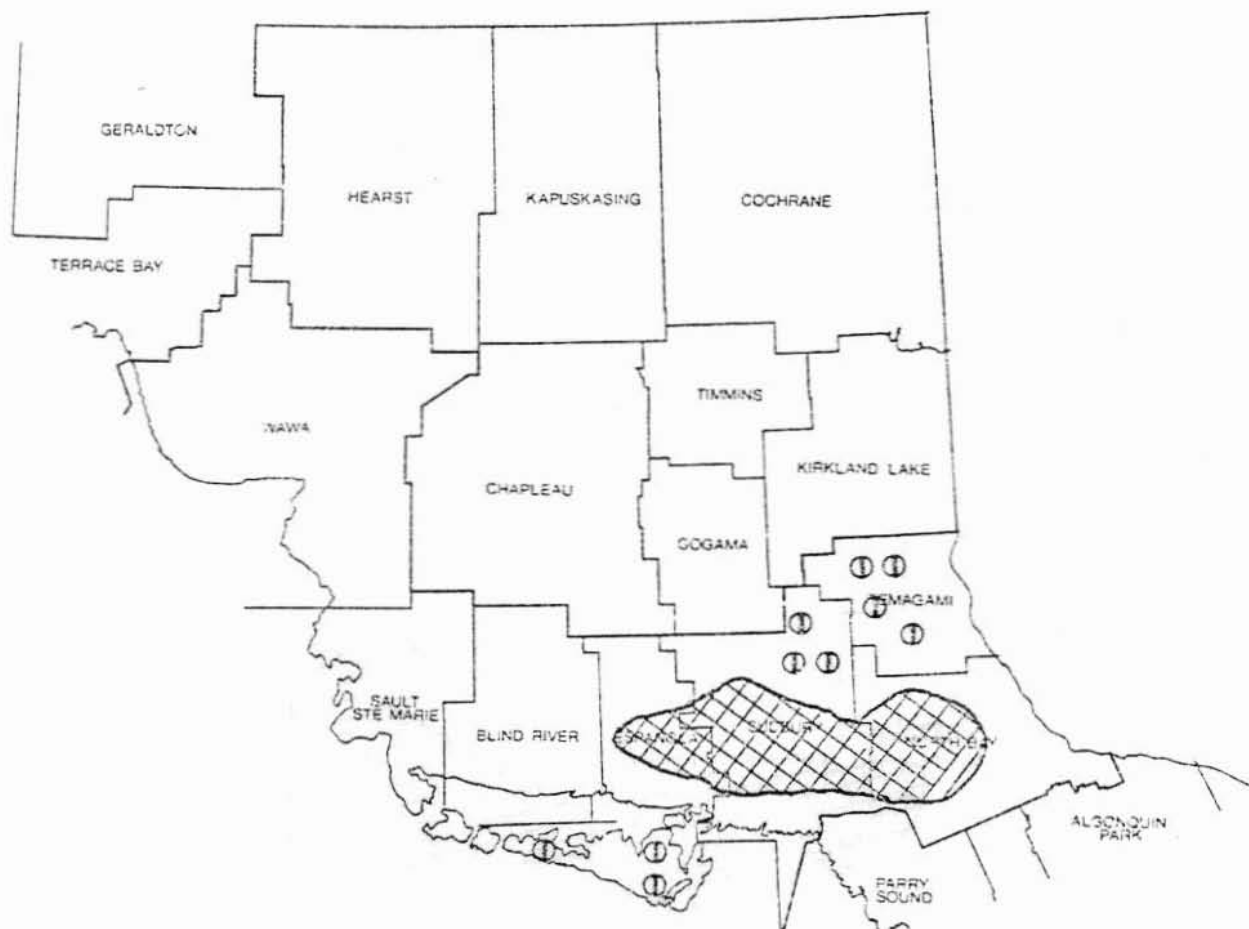 GERALDTON
HEARST
KAPUSKASING
COCHRANE
TERRACE BAY
TIMMINS
WAWA
KIRKLAND LAKE
CHAPLEAU
GOGAMA
TEMAGAMI
SAULT
STE MARIE
BLIND RIVER
ESPANOLA
SUDBURY
NORTH BAY
ALGONQUIN
PARK
PARRY
SOUND